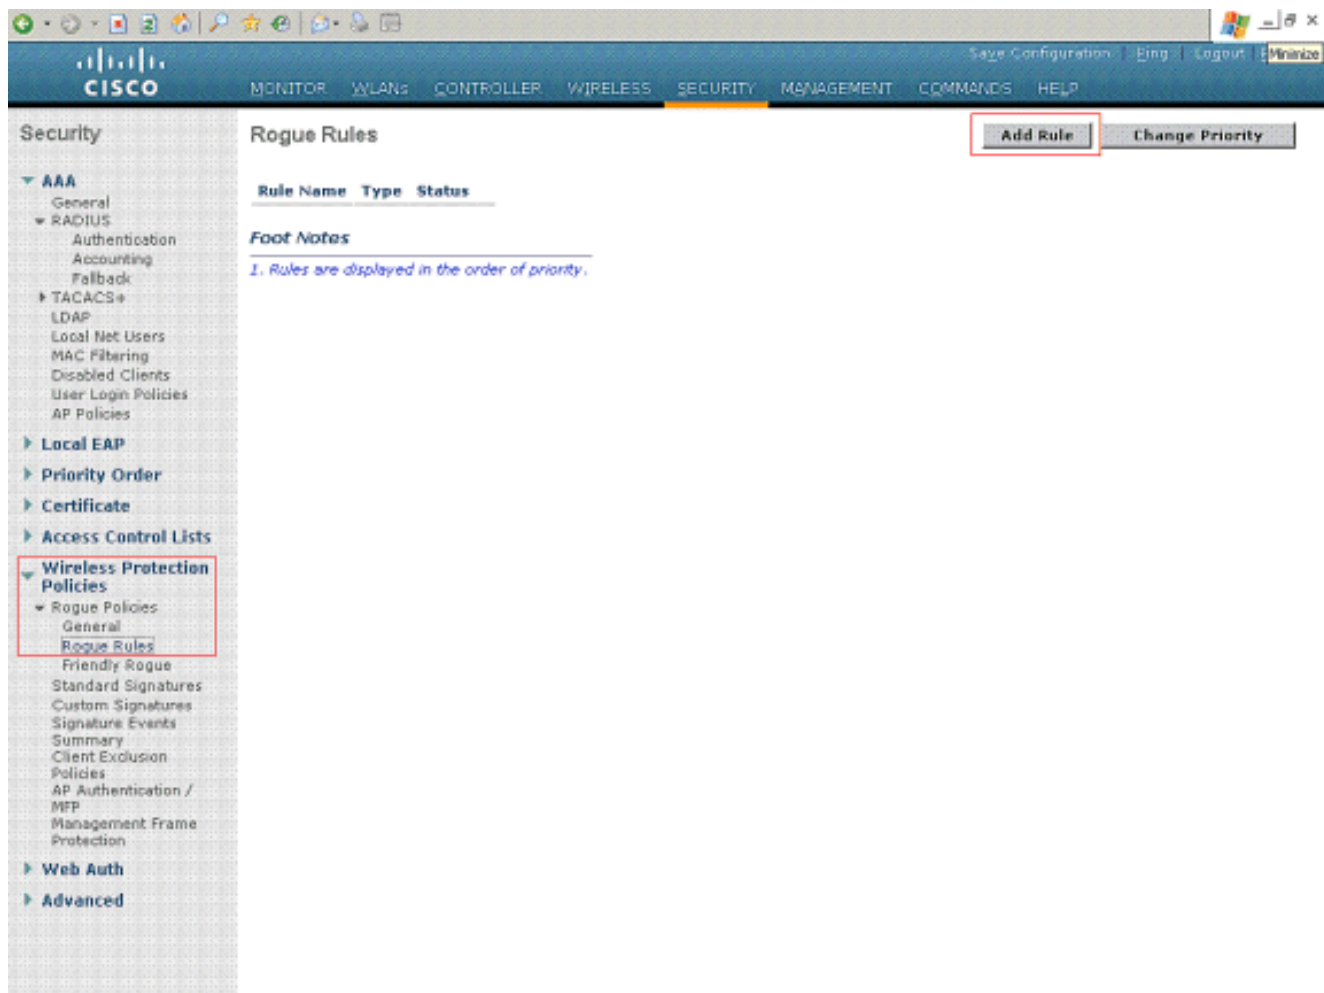 Save Configuration | Ping | Logout |
Minimize
CISCO
MONITOR WLANs CONTROLLER WIRELESS SECURITY MANAGEMENT COMMANDS HELP
Security
AAA
General
RADIUS
Authentication
Accounting
Fallback
TACACS+
LDAP
Local Net Users
MAC Filtering
Disabled Clients
User Login Policies
AP Policies
Local EAP
Priority Order
Certificate
Access Control Lists
Wireless Protection
Policies
Rogue Policies
General
Rogue Rules
Friendly Rogue
Standard Signatures
Custom Signatures
Signature Events
Summary
Client Exclusion
Policies
AP Authentication /
MFP
Management Frame
Protection
Web Auth
Advanced
Rogue Rules
Add Rule
Change Priority
Rule Name Type Status
Foot Notes
1. Rules are displayed in the order of priority.